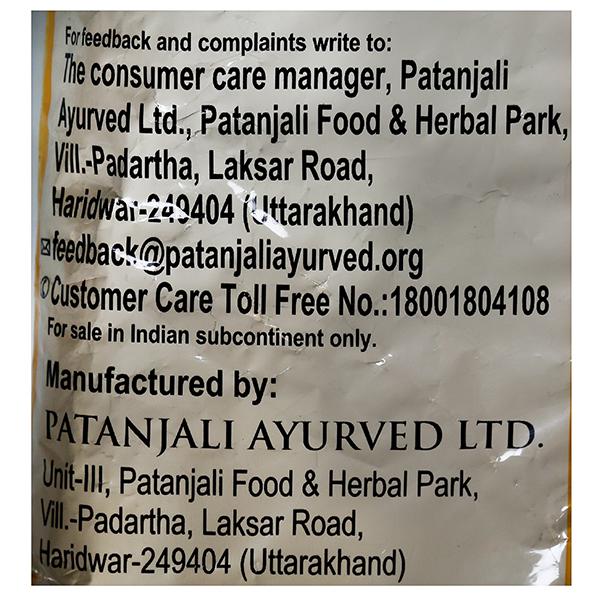 For feedback and complaints write to:
The consumer care manager, Patanjali
Ayurved Ltd., Patanjali Food & Herbal Park,
Vill.-Padartha, Laksar Road,
Haridwar-249404 (Uttarakhand)
✉feedback@patanjaliayurved.org
✆Customer Care Toll Free No.:18001804108
For sale in Indian subcontinent only.
Manufactured by:
PATANJALI AYURVED LTD.
Unit-III, Patanjali Food & Herbal Park,
Vill.-Padartha, Laksar Road,
Haridwar-249404 (Uttarakhand)